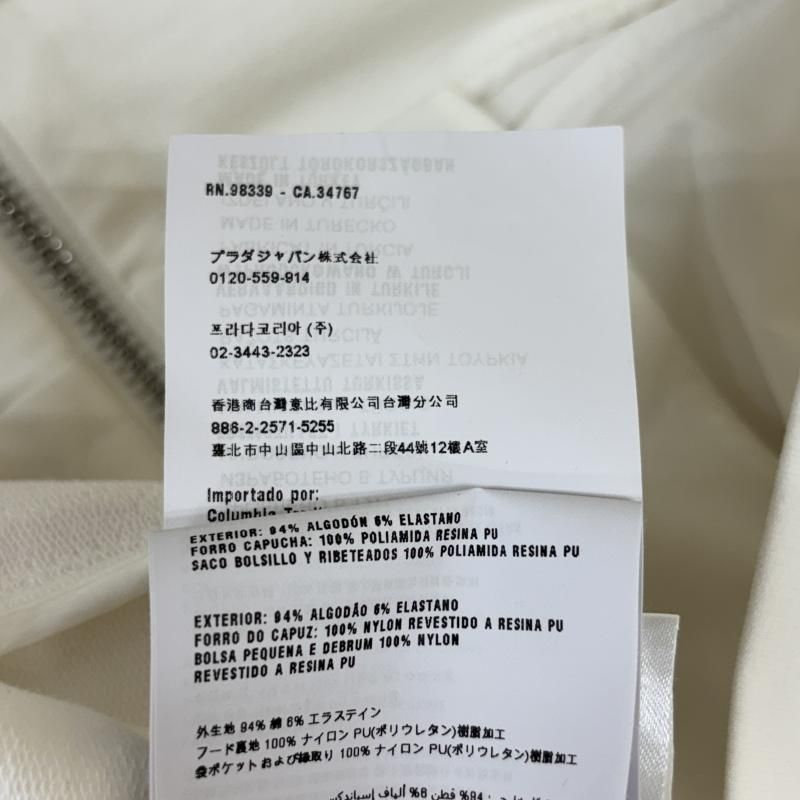 RN.98339 - CA.34767
プラダジャパン株式会社
0120-559-914
프라다코리아 (주)
02-3443-2323
香港商台灣意比有限公司台灣分公司
886-2-2571-5255
臺北市中山區中山北路二段44號12樓A室
Importado por:
Columbia
EXTERIOR: 94% ALGODÓN 6% ELASTANO
FORRO CAPUCHA: 100% POLIAMIDA RESINA PU
SACO BOLSILLO Y RIBETEADOS 100% POLIAMIDA RESINA PU
EXTERIOR: 94% ALGODÃO 6% ELASTANO
FORRO DO CAPUZ: 100% NYLON REVESTIDO A RESINA PU
BOLSA PEQUENA E DEBRUM 100% NYLON
REVESTIDO A RESINA PU
外生地 94% 綿 6% エラステイン
フード裏地 100% ナイロン PU(ポリウレタン)樹脂加工
袋ポケットおよび縁取り 100% ナイロン PU(ポリウレタン)樹脂加工
94% قطن 6% ألياف